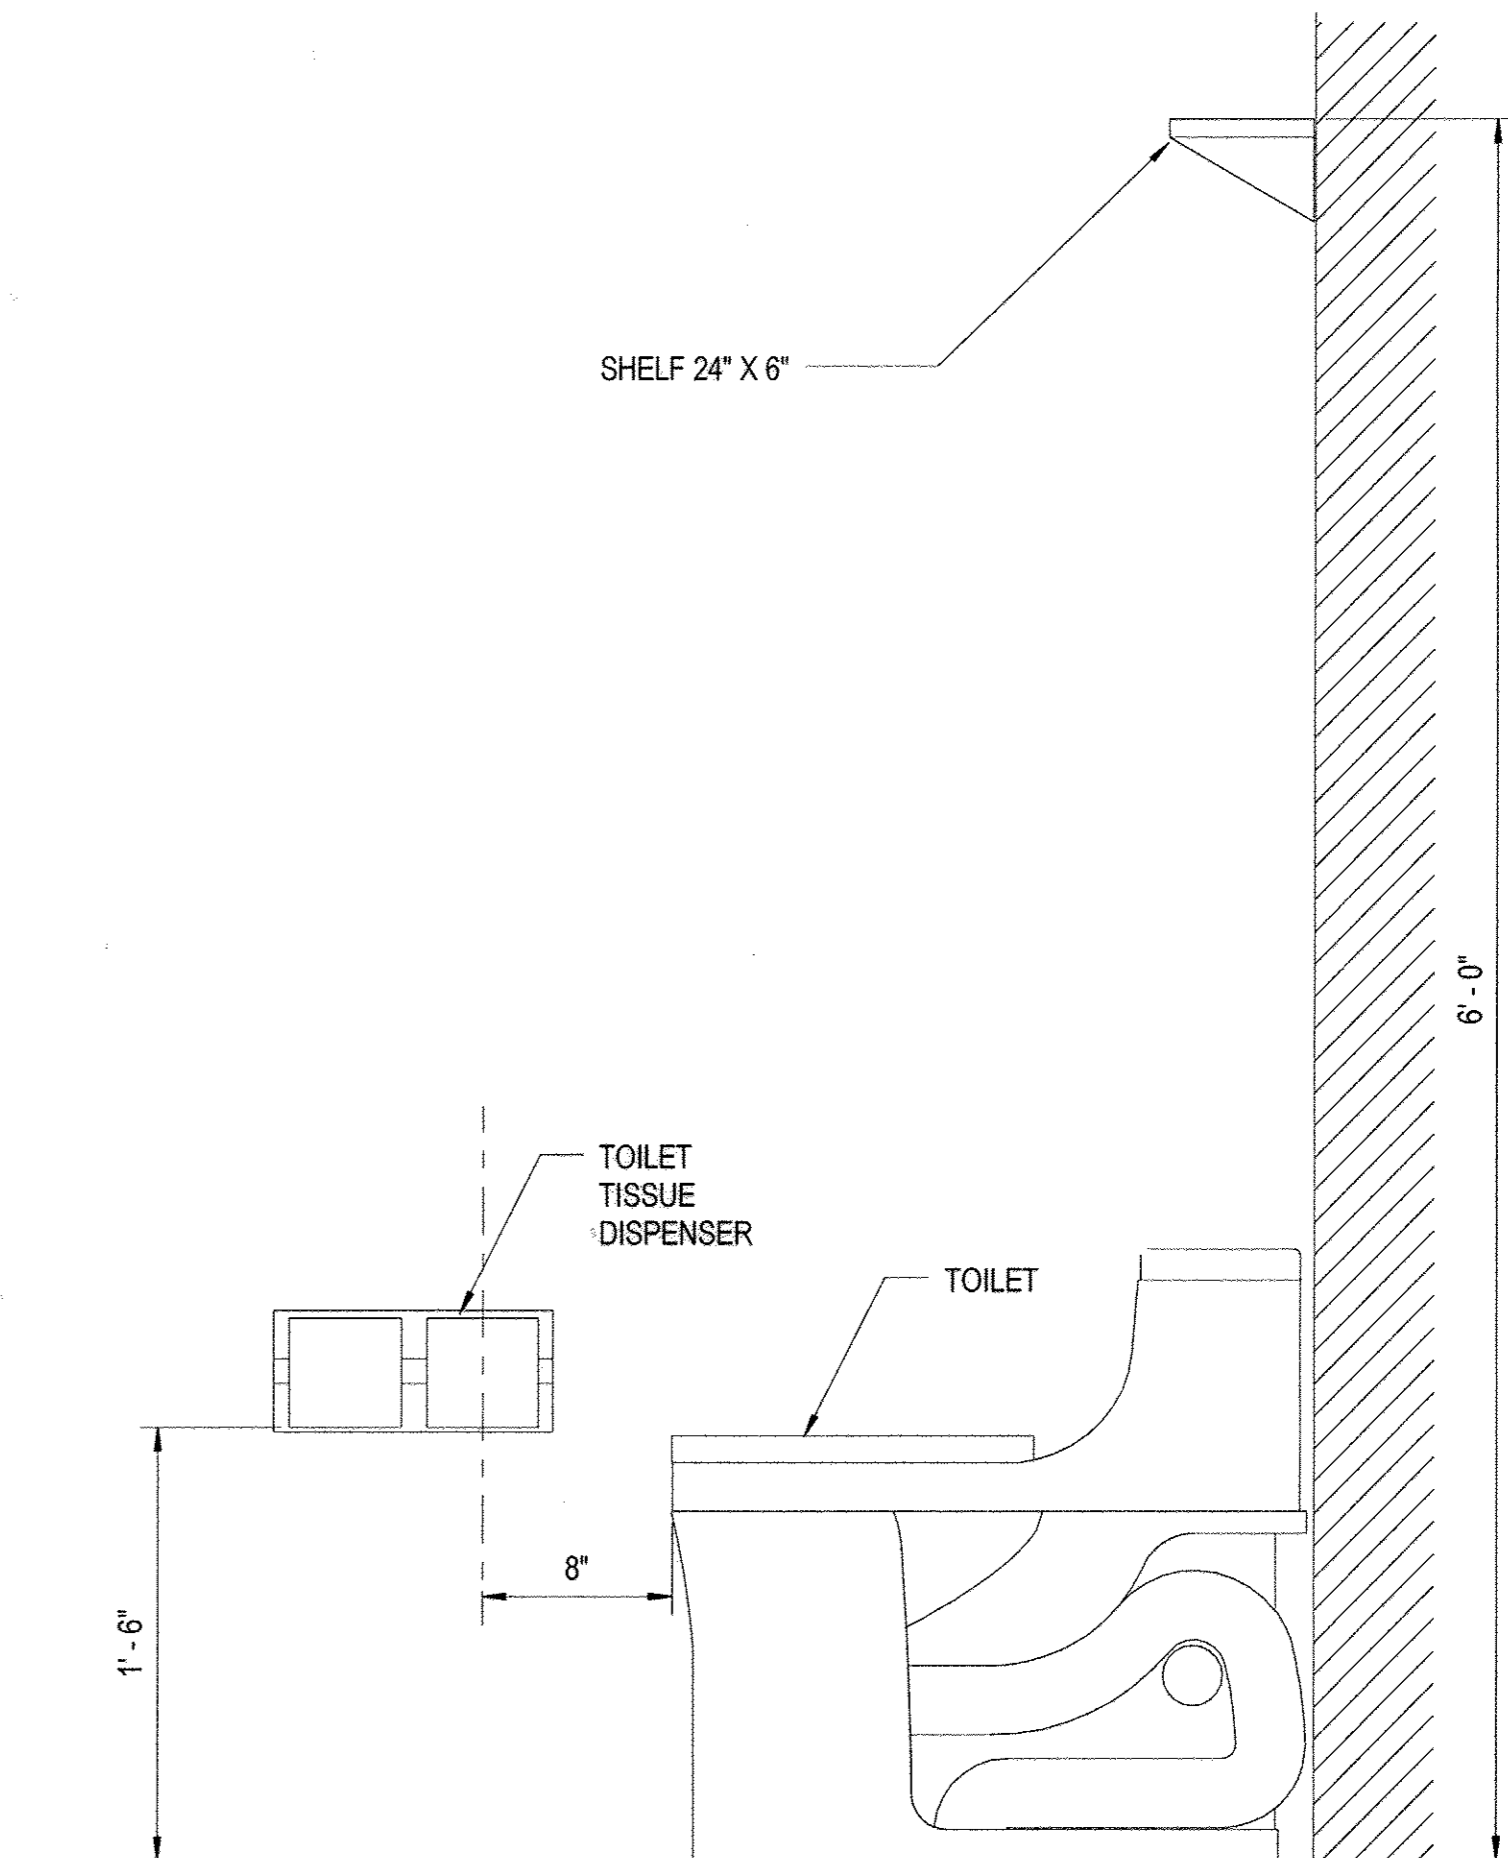 SHELF 24" X 6"
6' - 0"
TOILET
TISSUE
DISPENSER
TOILET
8"
1' - 6"